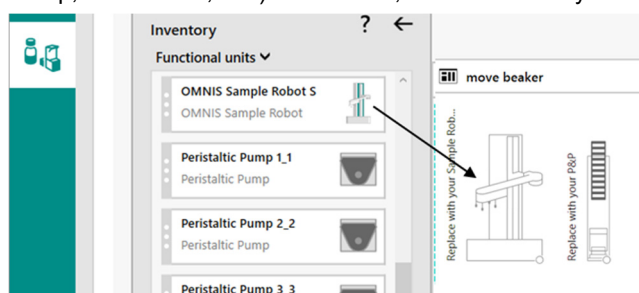 Inventory
?
Functional units
OMNIS Sample Robot S
OMNIS Sample Robot
Peristaltic Pump 1_1
Peristaltic Pump
Peristaltic Pump 2_2
Peristaltic Pump
Peristaltic Pump 3_3
move beaker
Replace with your Sample Rob...
Replace with your P&P